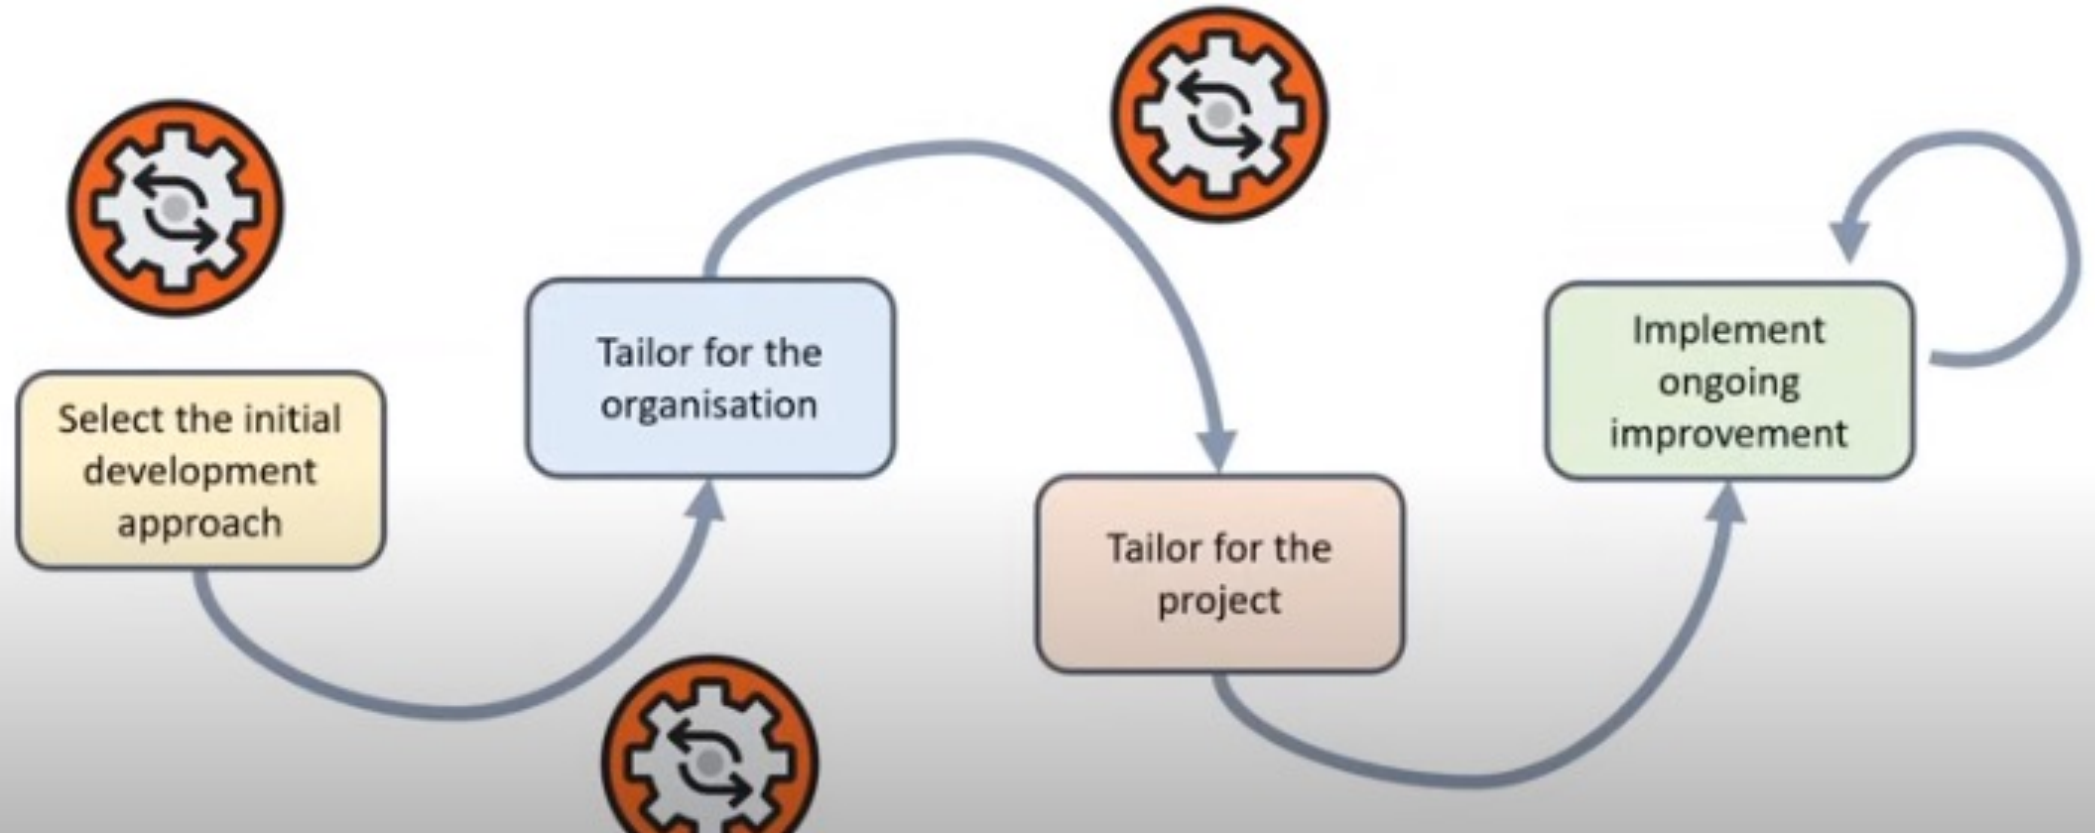 Select the initial
development
approach
Tailor for the
organisation
Tailor for the
project
Implement
ongoing
improvement